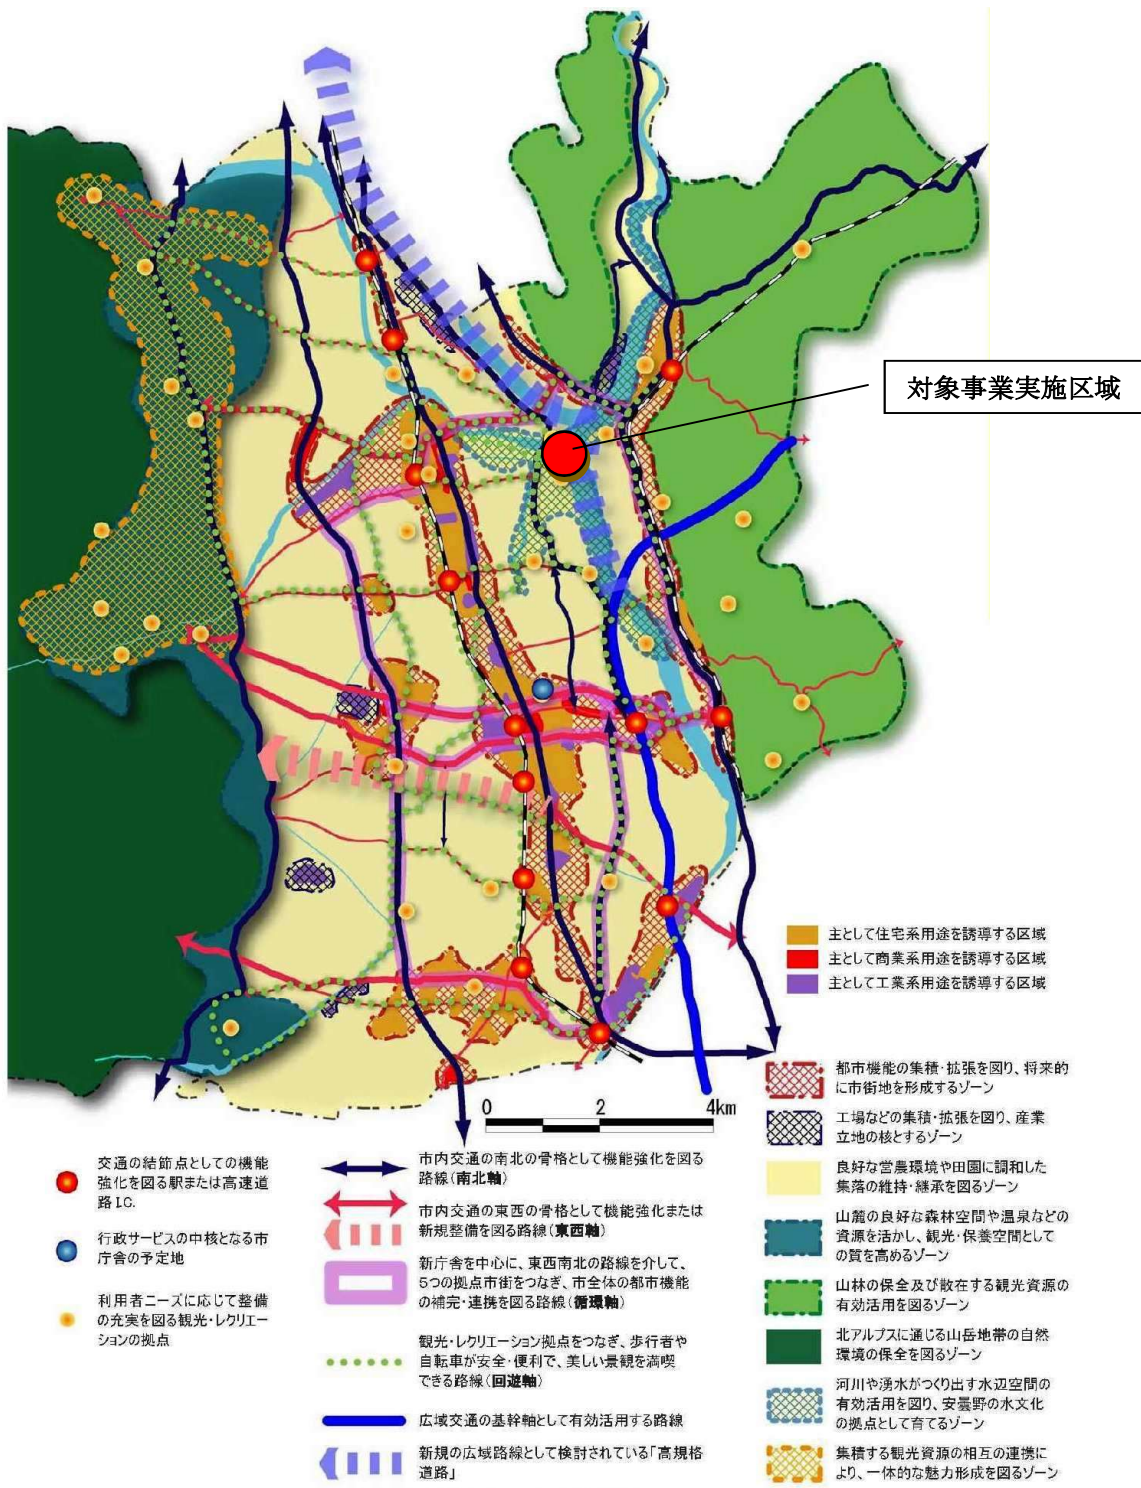 対象事業実施区域
主として住宅系用途を誘導する区域
主として商業系用途を誘導する区域
主として工業系用途を誘導する区域
0 2 4km
交通の結節点としての機能
強化を図る駅または高速道
路I.C.
行政サービスの中核となる市
庁舎の予定地
利用者ニーズに応じて整備
の充実を図る観光・レクリエー
ションの拠点
市内交通の南北の骨格として機能強化を図る
路線(南北軸)
市内交通の東西の骨格として機能強化または
新規整備を図る路線(東西軸)
新庁舎を中心に、東西南北の路線を介して、
5つの拠点市街をつなぎ、市全体の都市機能
の補完・連携を図る路線(循環軸)
観光・レクリエーション拠点をつなぎ、歩行者や
自転車が安全・便利で、美しい景観を満喫
できる路線(回遊軸)
広域交通の基幹軸として有効活用する路線
新規の広域路線として検討されている「高規格
道路」
都市機能の集積・拡張を図り、将来的
に市街地を形成するゾーン
工場などの集積・拡張を図り、産業
立地の核とするゾーン
良好な営農環境や田園に調和した
集落の維持・継承を図るゾーン
山麓の良好な森林空間や温泉などの
資源を活かし、観光・保養空間として
の質を高めるゾーン
山林の保全及び散在する観光資源の
有効活用を図るゾーン
北アルプスに通じる山岳地帯の自然
環境の保全を図るゾーン
河川や湧水がつくり出す水辺空間の
有効活用を図り、安曇野の水文化
の拠点として育てるゾーン
集積する観光資源の相互の連携に
より、一体的な魅力形成を図るゾーン